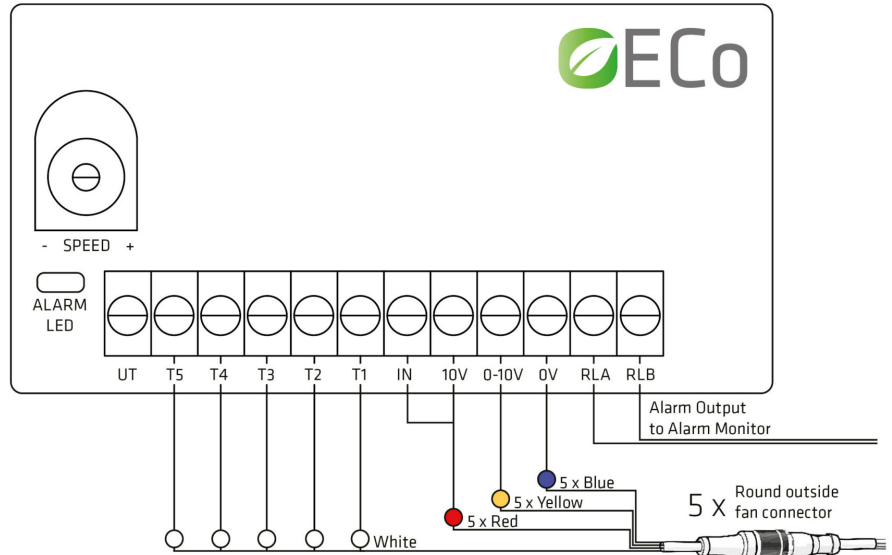 ECo
- SPEED +
ALARM
LED
UT T5 T4 T3 T2 T1 IN 10V 0-10V 0V RLA RLB
Alarm Output
to Alarm Monitor
5 x Blue
5 x Yellow
5 x Red
White
5 x Round outside
fan connector